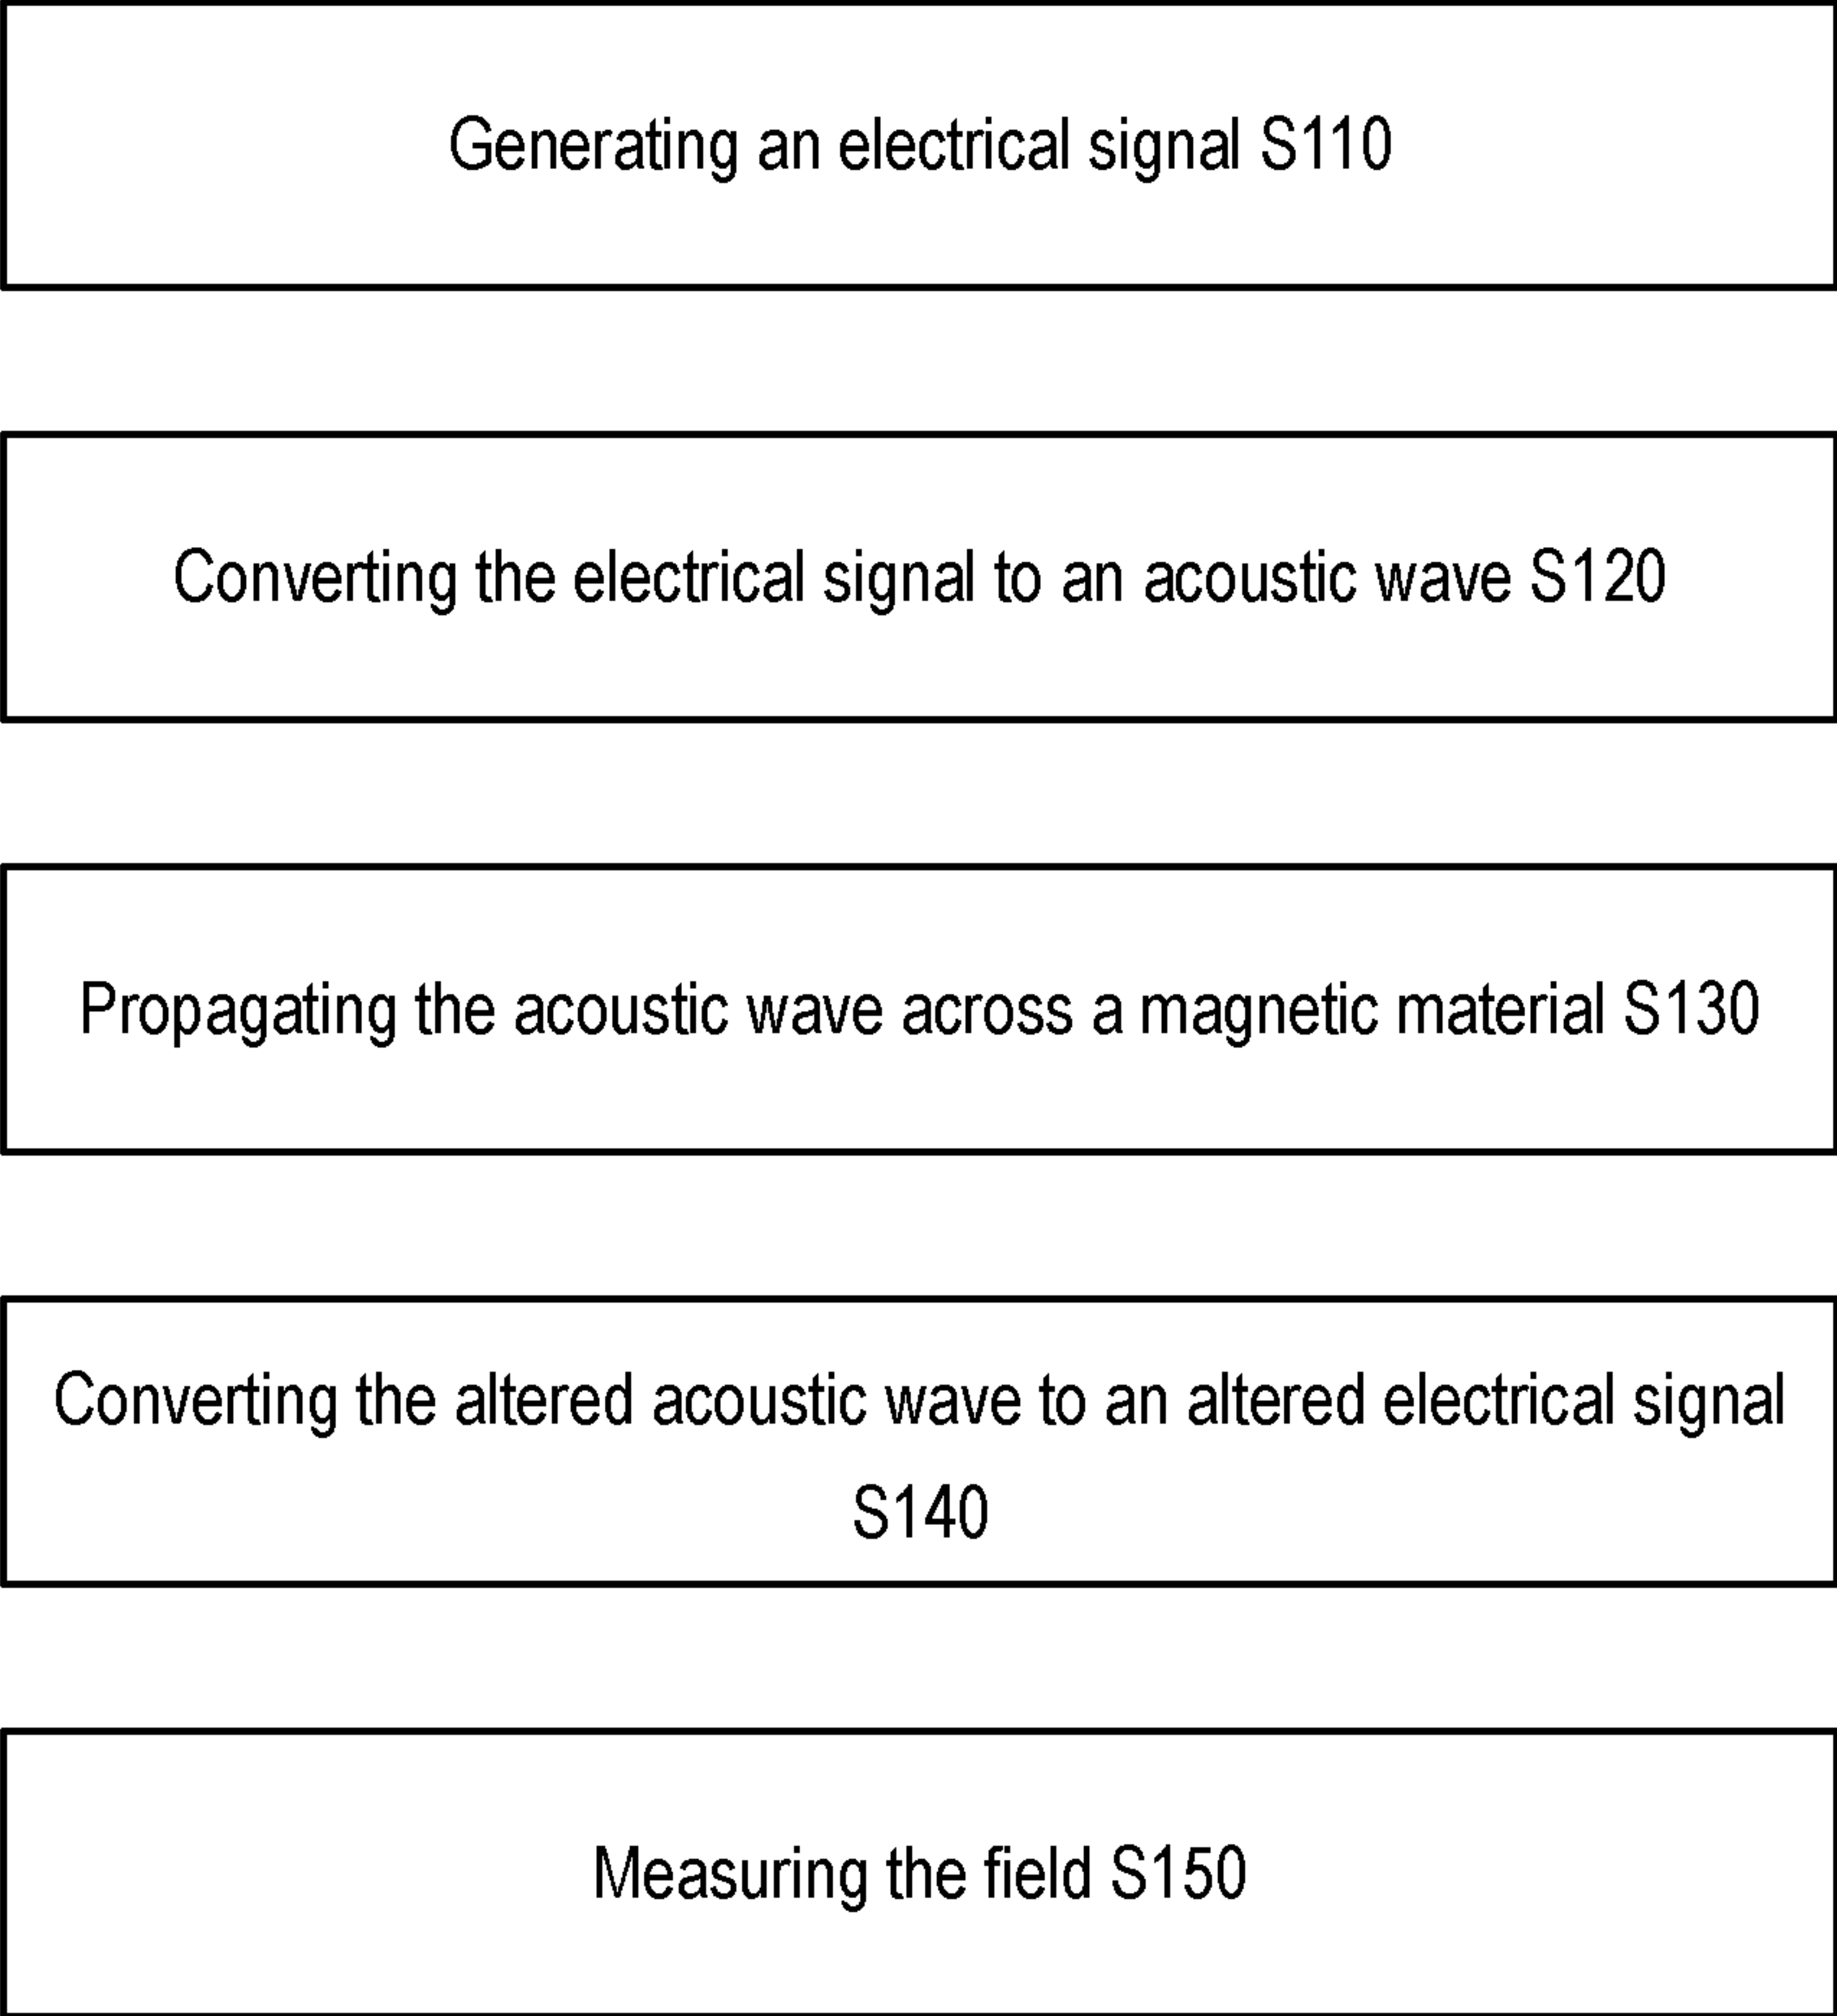 Generating an electrical signal S110
Converting the electrical signal to an acoustic wave S120
Propagating the acoustic wave across a magnetic material S130
Converting the altered acoustic wave to an altered electrical signal
S140
Measuring the field S150